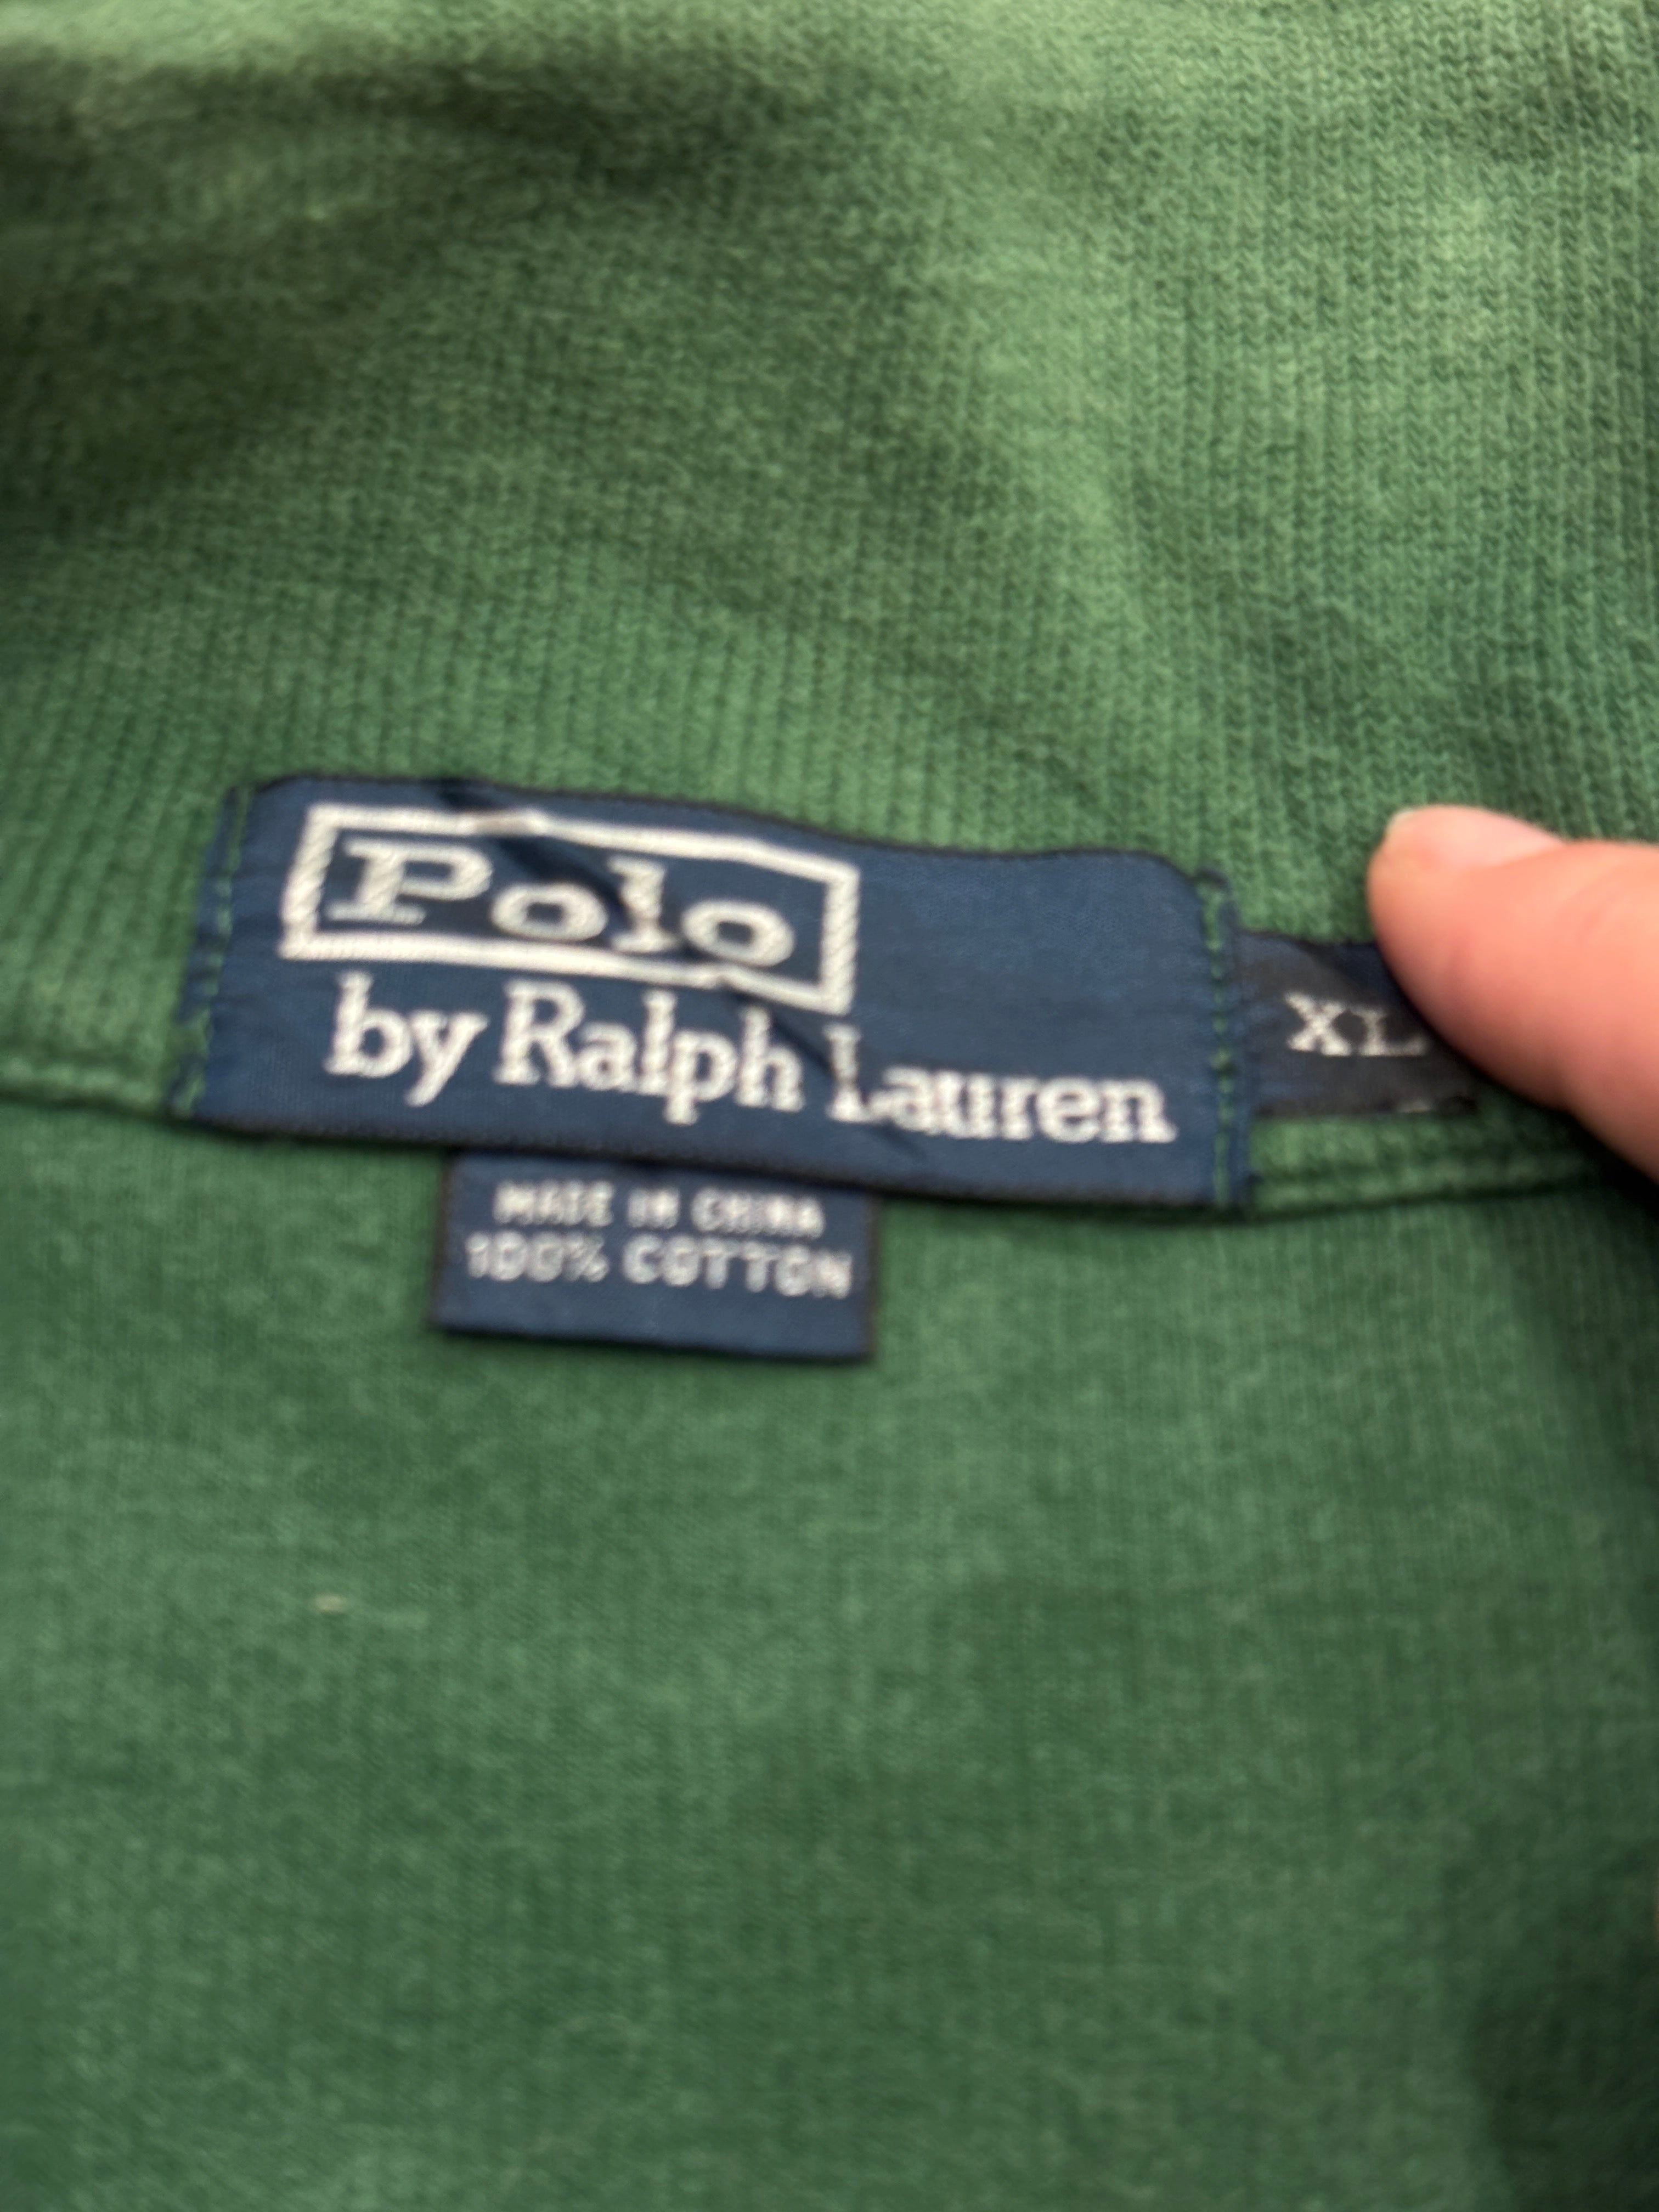 Polo
by Ralph Lauren
XL
MADE IN CHINA
100% COTTON